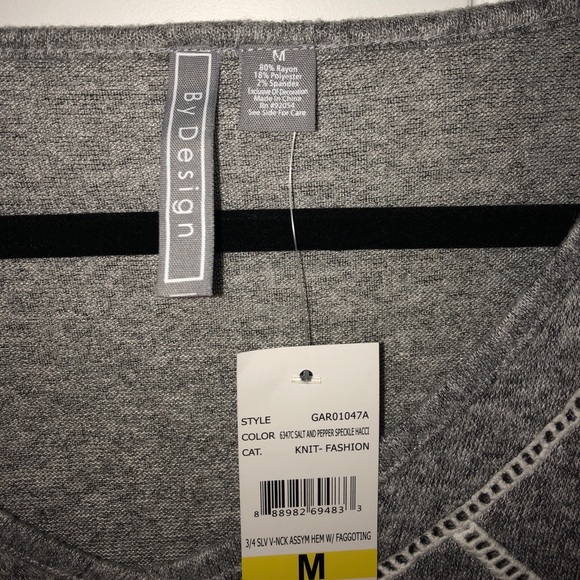 By Design
M
80% Rayon
18% Polyester
2% Spandex
Exclusive Of Decoration
Made In China
Rn #92054
See Side For Care
STYLE GAR01047A
COLOR 6347C SALT AND PEPPER SPECKLE HACCI
CAT. KNIT- FASHION
8 88982 69483 3
3/4 SLV V-NCK ASSYM HEM W/ FAGGOTING
M